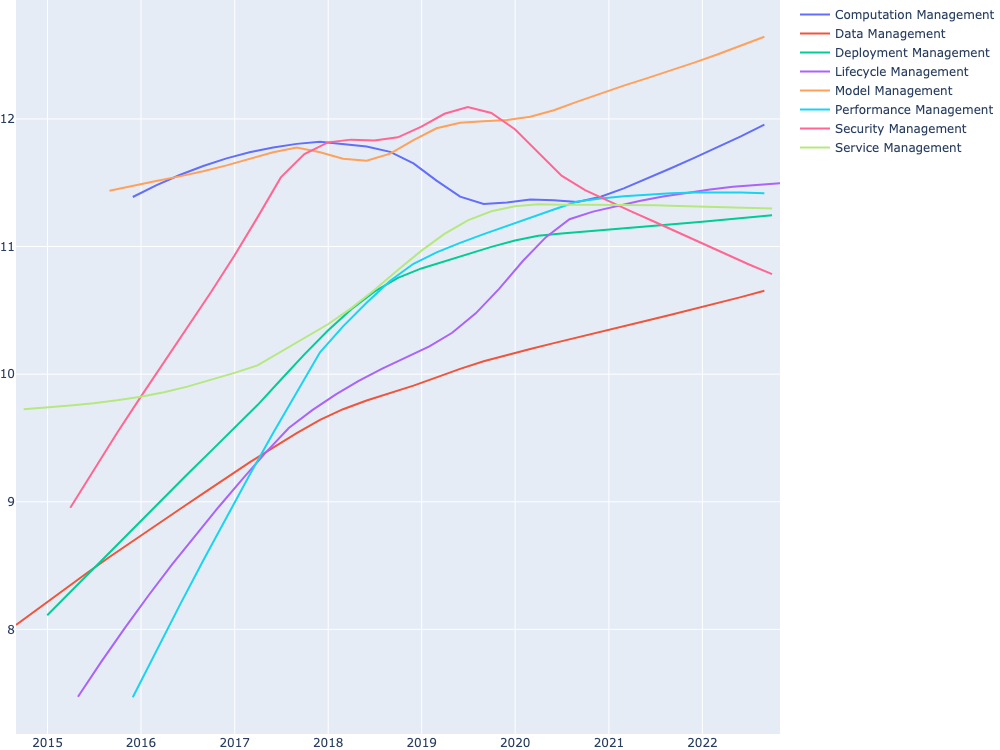 Computation Management
Data Management
Deployment Management
Lifecycle Management
Model Management
Performance Management
Security Management
Service Management
12
11
10
9
8
2015 2016 2017 2018 2019 2020 2021 2022